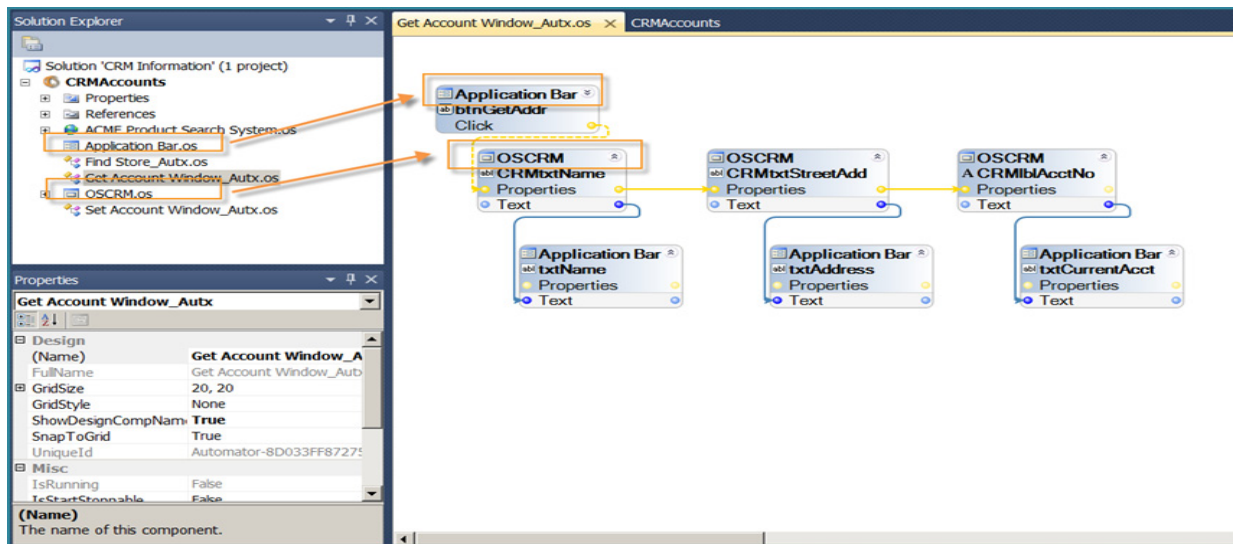 Solution Explorer
Solution 'CRM Information' (1 project)
CRMAccounts
Properties
References
ACME Product Search System.os
Application Bar.os
Find Store_Autx.os
Get Account Window_Autx.os
OSCRM.os
Set Account Window_Autx.os
Properties
Get Account Window_Autx
Design
(Name) Get Account Window_A
FullName Get Account Window_Autx
GridSize 20, 20
GridStyle None
ShowDesignCompNam True
SnapToGrid True
UniqueId Automator-8D033FF87275
Misc
IsRunning False
IsStartStoppable False
(Name)
The name of this component.
Get Account Window_Autx.os CRMAccounts
Application Bar
btnGetAddr
Click
OSCRM
CRMtxtName
Properties
Text
OSCRM
CRMtxtStreetAdd
Properties
Text
OSCRM
A CRMlblAcctNo
Properties
Text
Application Bar
txtName
Properties
Text
Application Bar
txtAddress
Properties
Text
Application Bar
txtCurrentAcct
Properties
Text